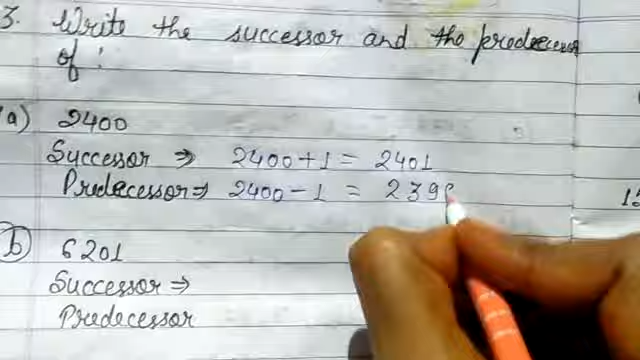 3. Write the successor and the predecessor
of :
(a) 2400
Successor ⇒ 2400 + 1 = 2401
Predecessor ⇒ 2400 - 1 = 239
(b) 6201
Successor ⇒
Predecessor